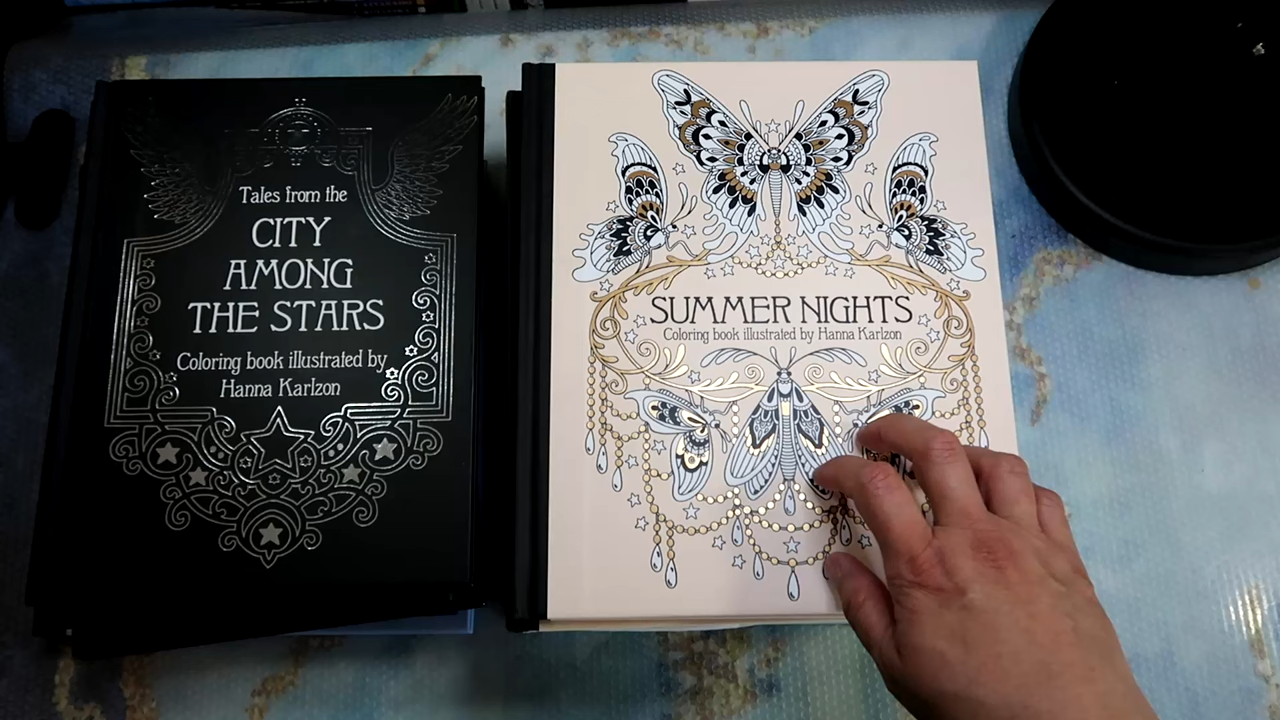 Tales from the
CITY
AMONG
THE STARS
Coloring book illustrated by
Hanna Karlzon
SUMMER NIGHTS
Coloring book illustrated by Hanna Karlzon